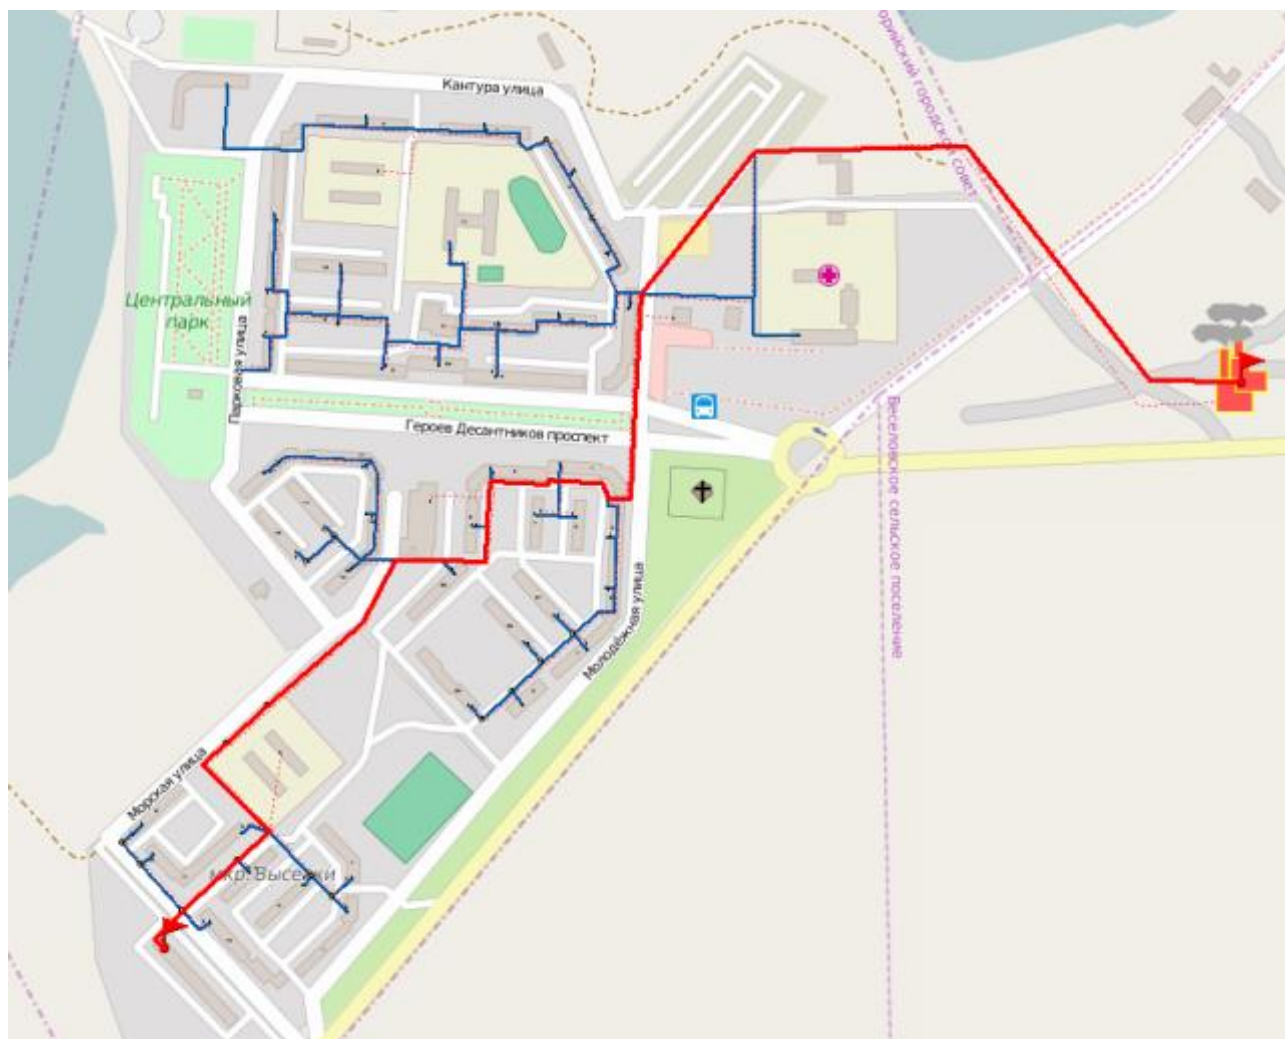 орийский городской совет
Кантура улица
Центральный
парк
Парковая улица
Героев Десантников проспект
Веселовское сельское поселение
Молодёжная улица
Морская улица
мкр. Выселки